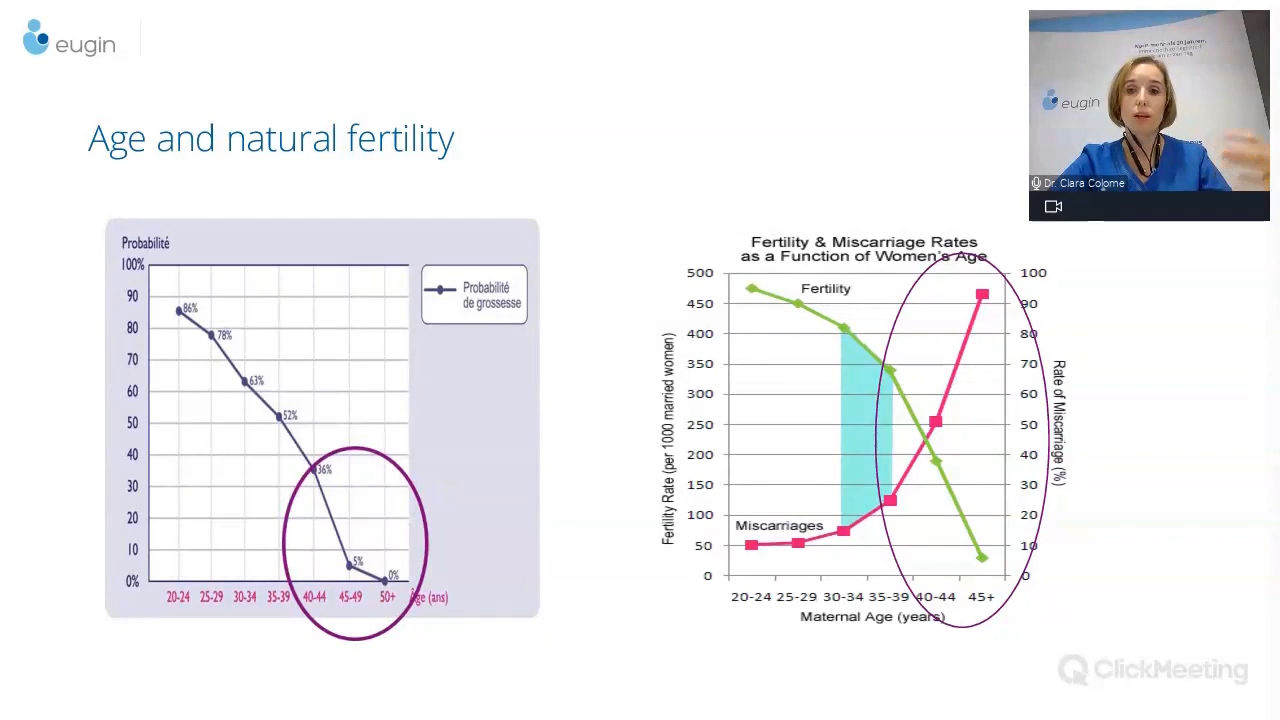 eugin
Age and natural fertility
Probabilité
100%
90
80
70
60
50
40
30
20
10
0%
86%
78%
63%
52%
36%
5%
0%
20-24 25-29 30-34 35-39 40-44 45-49 50+ Âge (ans)
Probabilité
de grossesse
Fertility & Miscarriage Rates
as a Function of Women's Age
Fertility Rate (per 1000 married women)
500
450
400
350
300
250
200
150
100
50
0
Fertility
Miscarriages
100
90
80
70
60
50
40
30
20
10
0
Rate of Miscarriage (%)
20-24 25-29 30-34 35-39 40-44 45+
Maternal Age (years)
eugin
Dr. Clara Colome
ClickMeeting